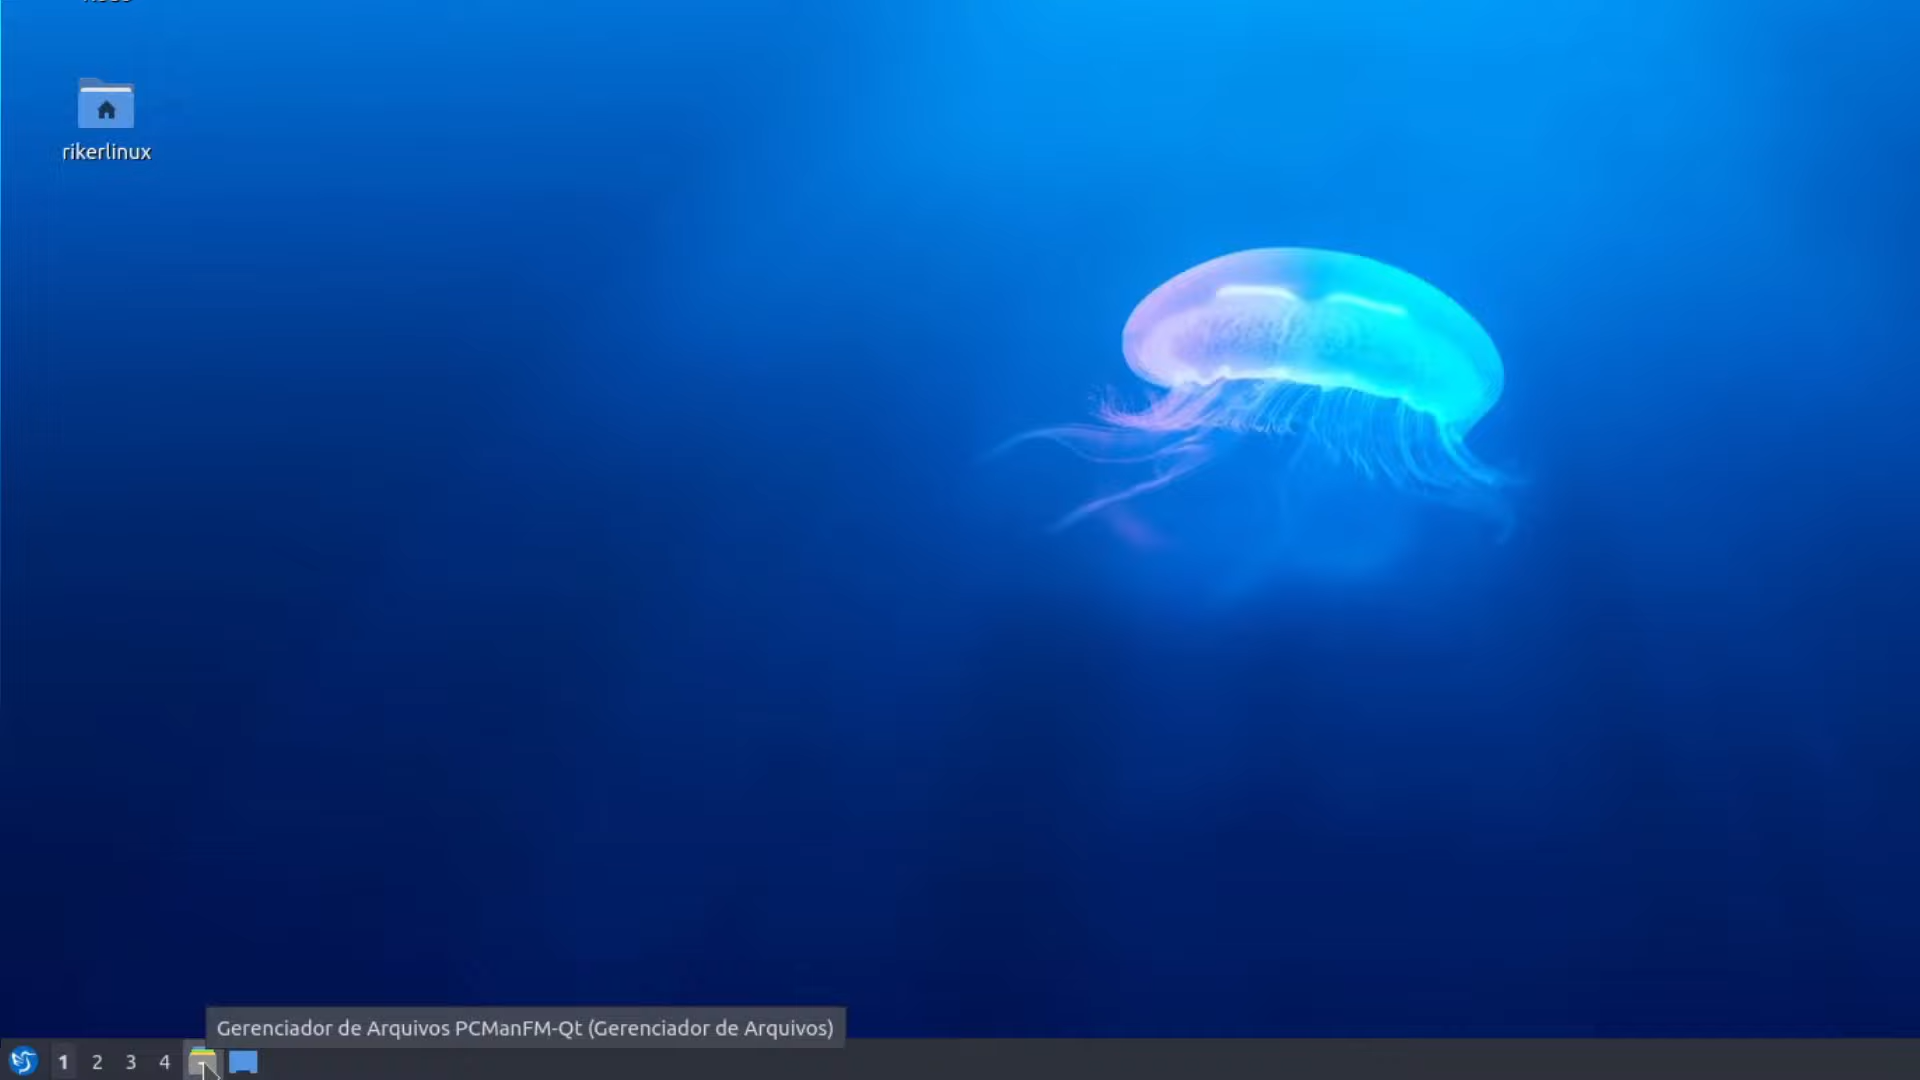 rikerlinux
Gerenciador de Arquivos PCManFM-Qt (Gerenciador de Arquivos)
1 2 3 4